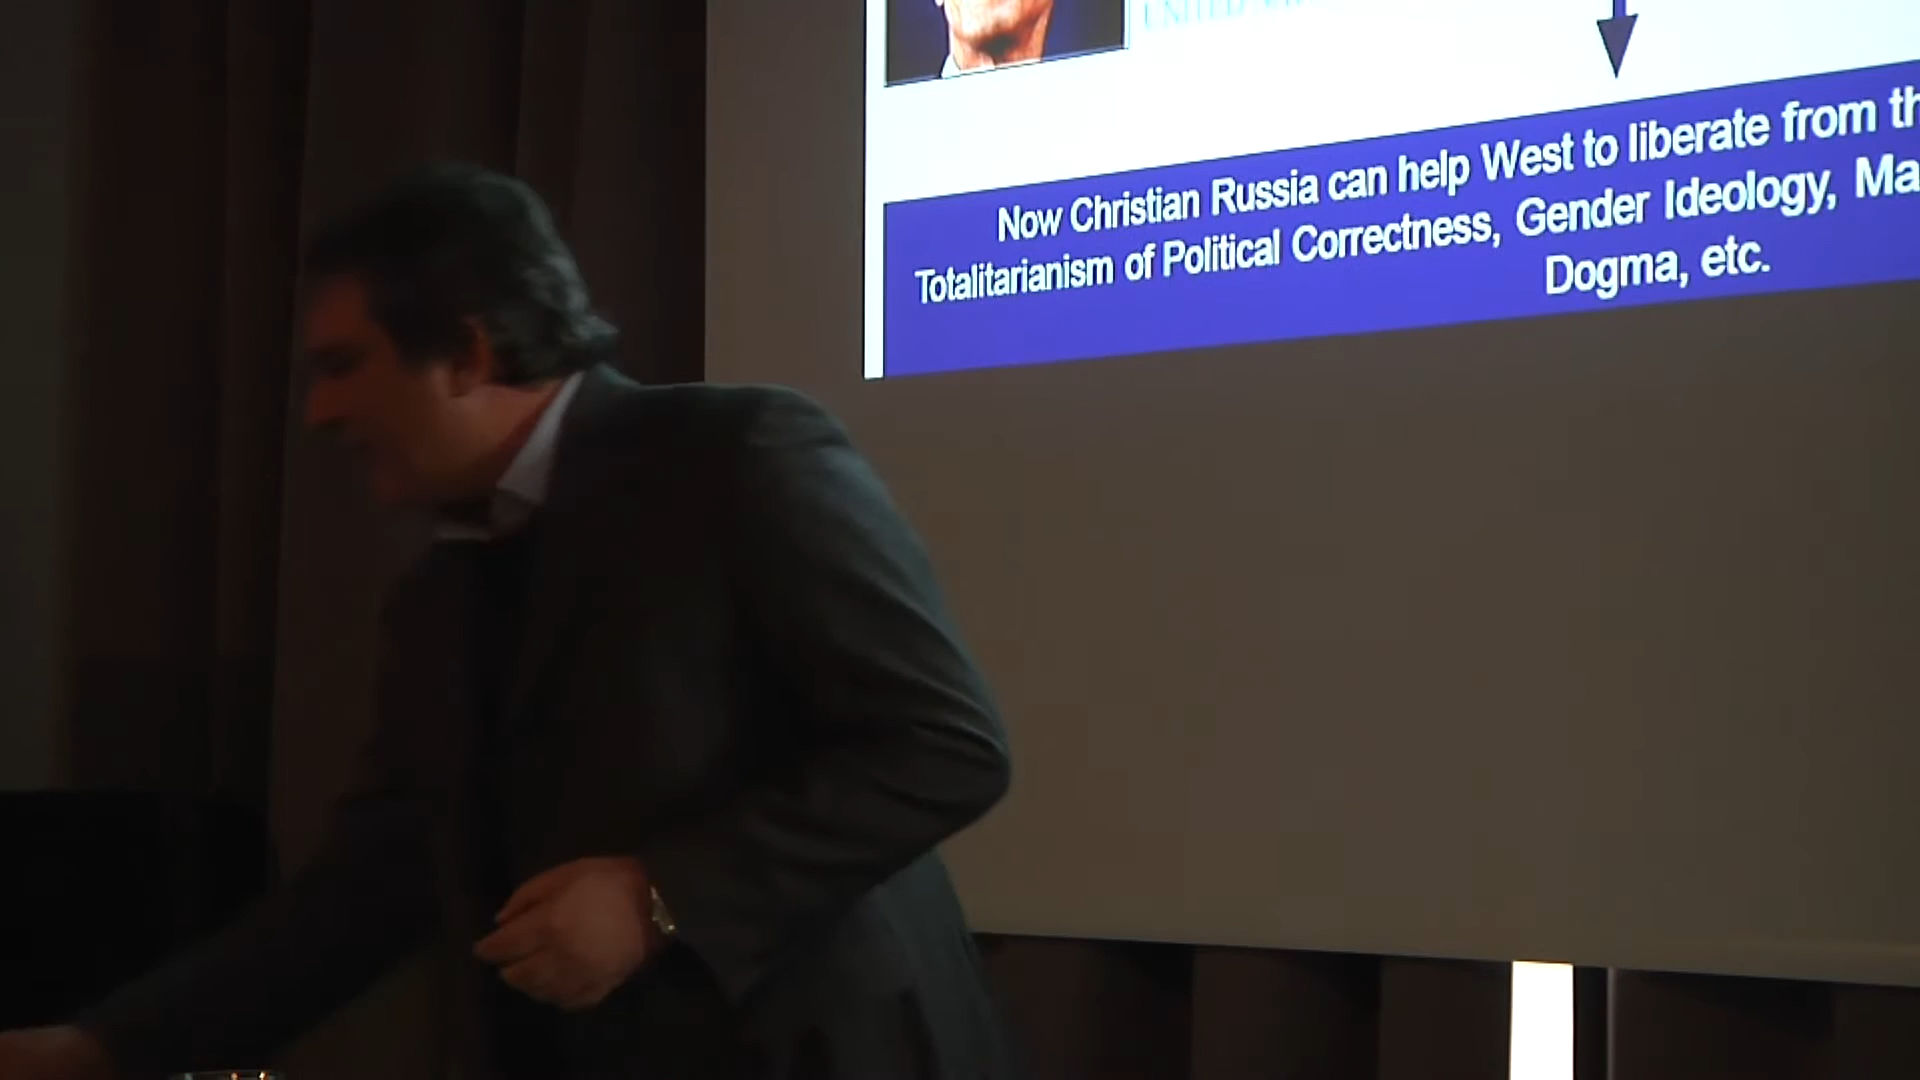 UNITED
Now Christian Russia can help West to liberate from th
Totalitarianism of Political Correctness, Gender Ideology, Ma
Dogma, etc.